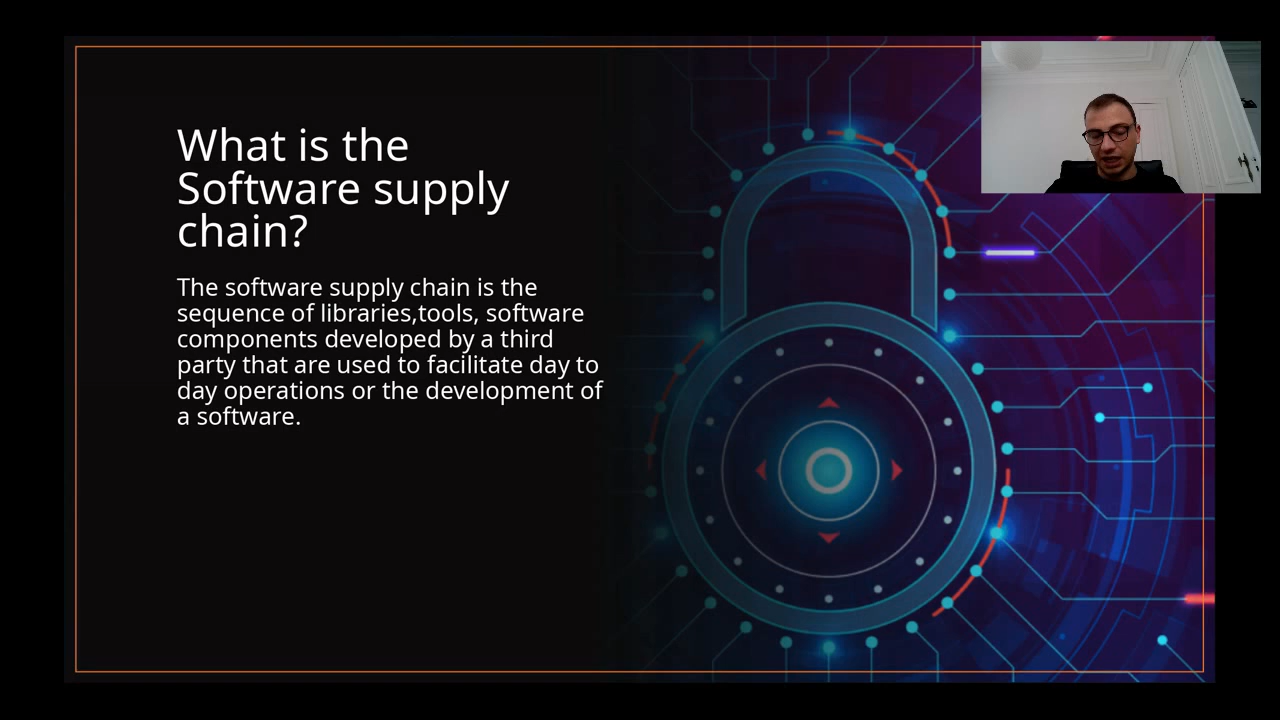 What is the
Software supply
chain?
The software supply chain is the
sequence of libraries,tools, software
components developed by a third
party that are used to facilitate day to
day operations or the development of
a software.